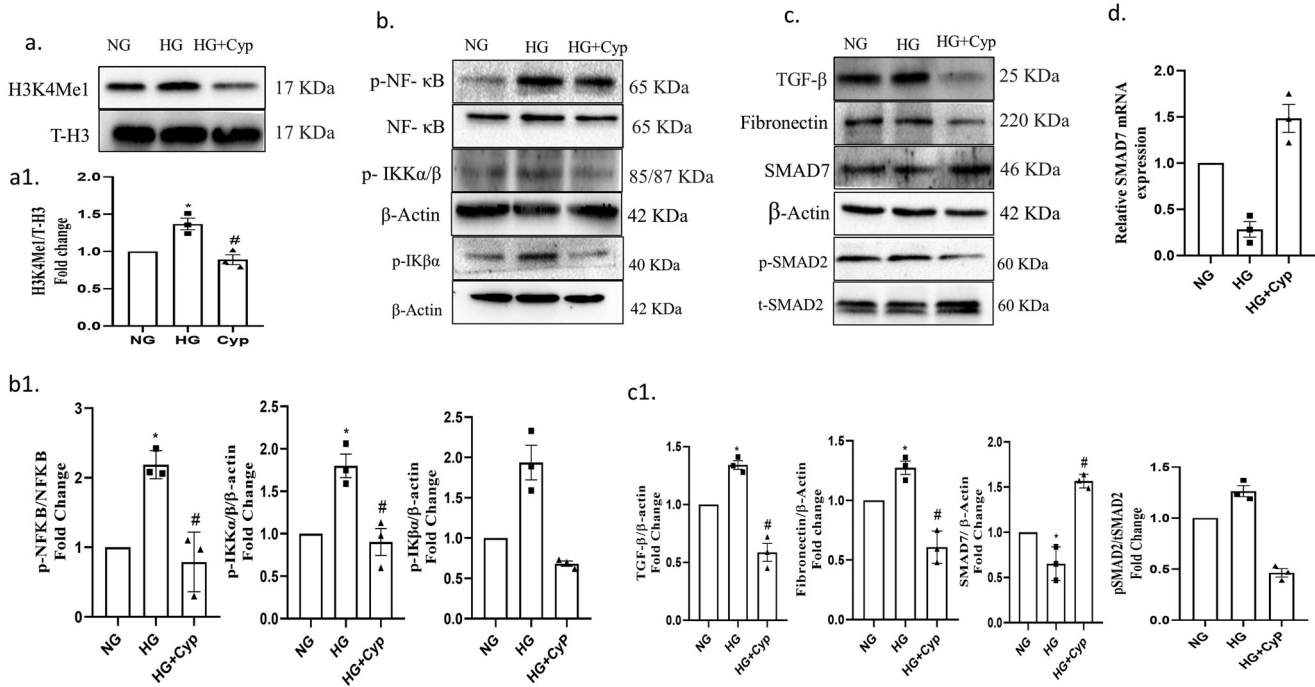 a.
NG HG HG+Cyp
H3K4Me1 17 KDa
T-H3 17 KDa
a1.
H3K4Me1/T-H3
Fold change
2.0
1.5
1.0
0.5
0.0
*
#
NG HG Cyp
b.
NG HG HG+Cyp
p-NF- κB 65 KDa
NF- κB 65 KDa
p- IKKα/β 85/87 KDa
β-Actin 42 KDa
p-IKβα 40 KDa
β-Actin 42 KDa
c.
NG HG HG+Cyp
TGF-β 25 KDa
Fibronectin 220 KDa
SMAD7 46 KDa
β-Actin 42 KDa
p-SMAD2 60 KDa
t-SMAD2 60 KDa
d.
Relative SMAD7 mRNA
expression
2.0
1.5
1.0
0.5
0.0
NG HG HG+Cyp
b1.
p-NFKB/NFKB
Fold Change
3
2
1
0
*
#
NG HG HG+Cyp
p-IKKα/β/β-actin
Fold Change
2.5
2.0
1.5
1.0
0.5
0.0
*
#
NG HG HG+Cyp
p-IKβα/β-actin
Fold Change
2.5
2.0
1.5
1.0
0.5
0.0
NG HG HG+Cyp
c1.
TGF-β/β-actin
Fold Change
1.5
1.0
0.5
0.0
*
#
NG HG HG+Cyp
Fibronectin/β-Actin
Fold change
1.5
1.0
0.5
0.0
*
#
NG HG HG+Cyp
SMAD7/ β-Actin
Fold Change
2.0
1.5
1.0
0.5
0.0
*
#
NG HG HG+Cyp
pSMAD2/tSMAD2
Fold Change
1.5
1.0
0.5
0.0
NG HG HG+Cyp